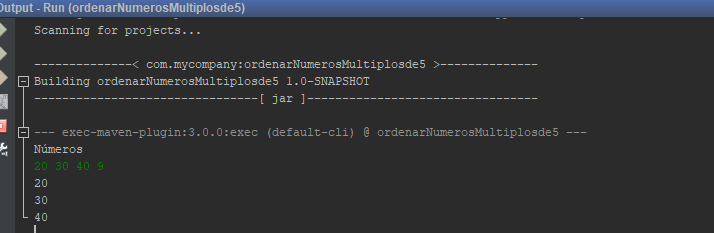 Output - Run (ordenarNumerosMultiplosde5)
Scanning for projects...
--------------< com.mycompany:ordenarNumerosMultiplosde5 >--------------
Building ordenarNumerosMultiplosde5 1.0-SNAPSHOT
--------------------------------[ jar ]---------------------------------
--- exec-maven-plugin:3.0.0:exec (default-cli) @ ordenarNumerosMultiplosde5 ---
Números
20 30 40 9
20
30
40